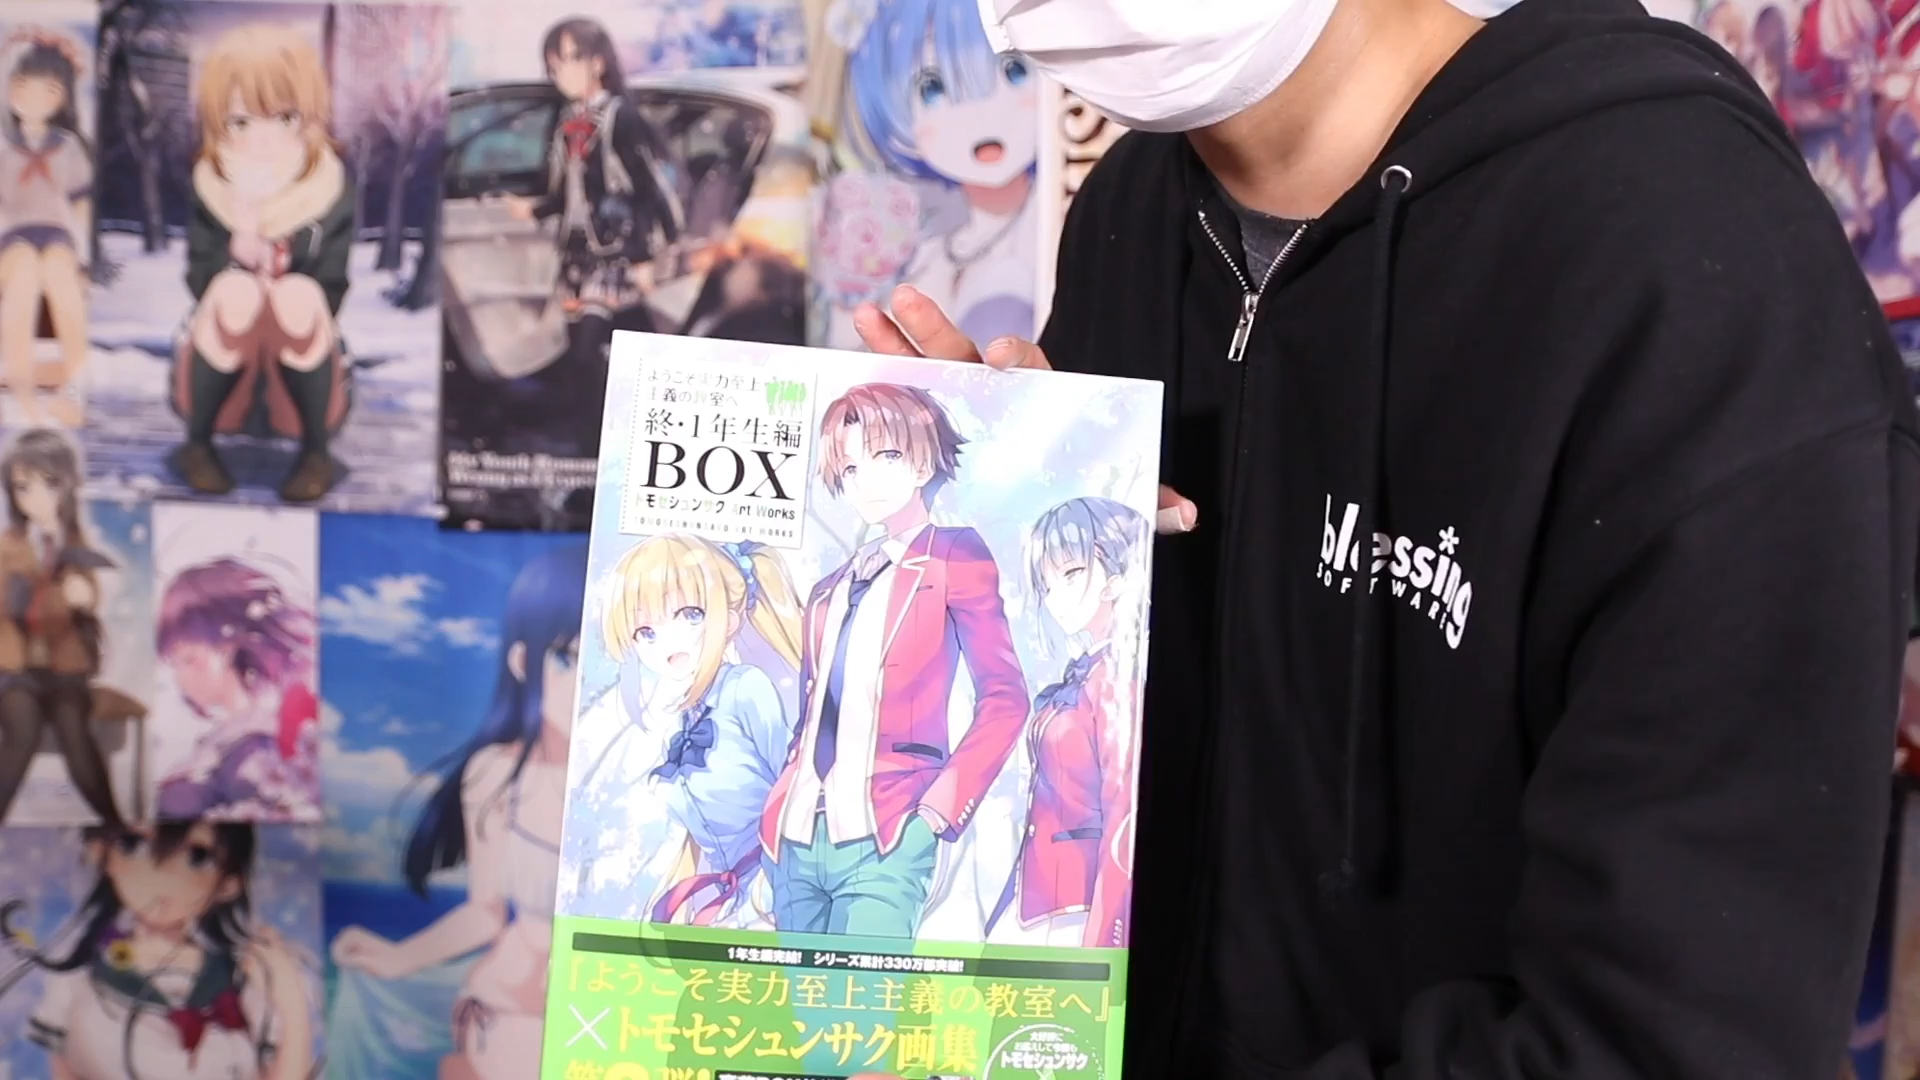 ようこそ実力至上
主義の教室へ
終・1年生編
BOX
トモセシュンサク Art Works
TOMOSESHUNSAKU ART WORKS
1年生編完結! シリーズ累計330万部突破!
『ようこそ実力至上主義の教室へ』
×トモセシュンサク画集
トモセシュンサク
blessing
SOFTWARE